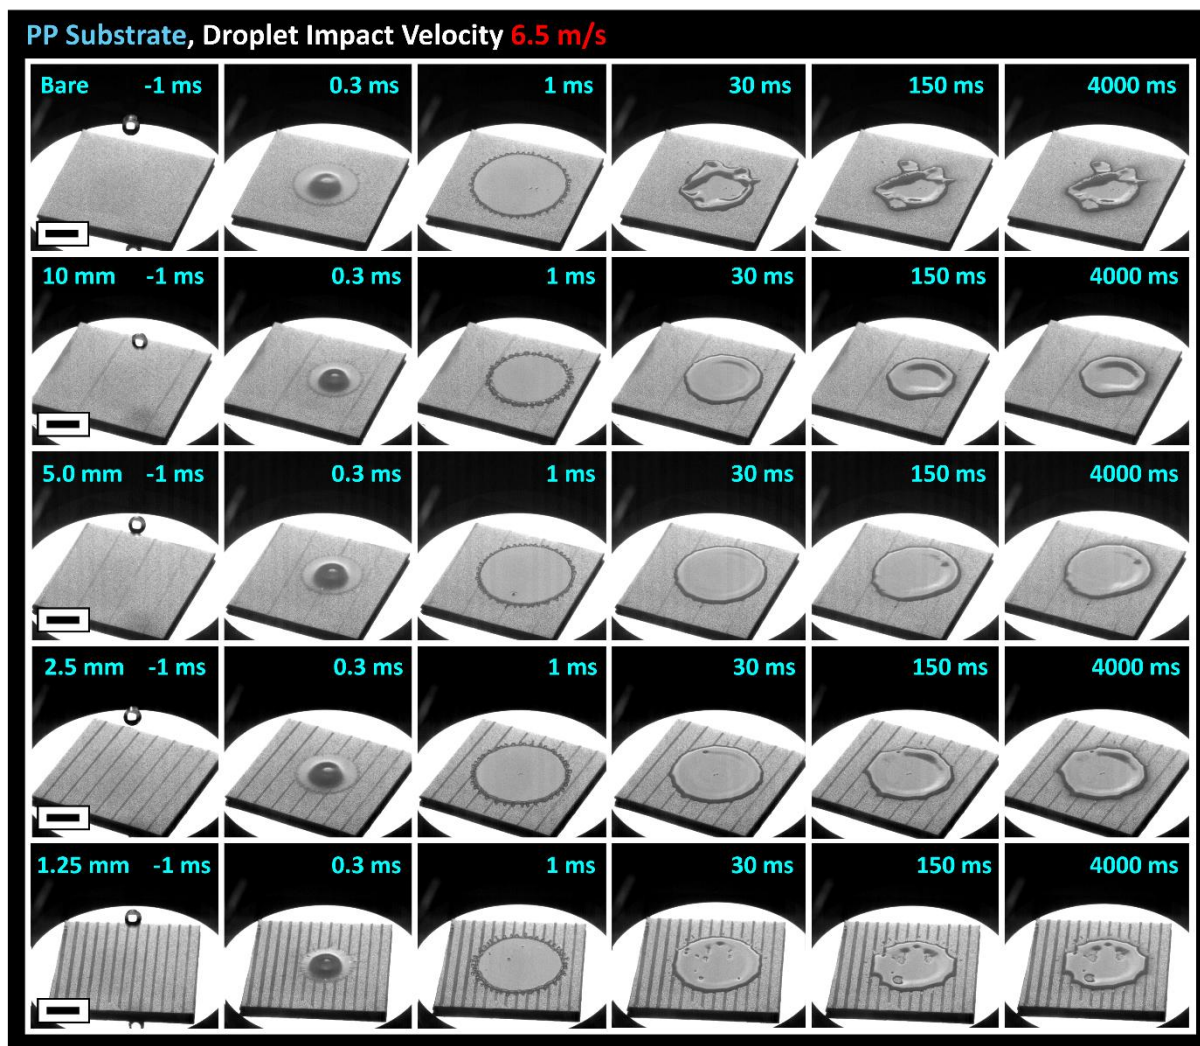 PP Substrate, Droplet Impact Velocity 6.5 m/s
Bare -1 ms 0.3 ms 1 ms 30 ms 150 ms 4000 ms
10 mm -1 ms 0.3 ms 1 ms 30 ms 150 ms 4000 ms
5.0 mm -1 ms 0.3 ms 1 ms 30 ms 150 ms 4000 ms
2.5 mm -1 ms 0.3 ms 1 ms 30 ms 150 ms 4000 ms
1.25 mm -1 ms 0.3 ms 1 ms 30 ms 150 ms 4000 ms